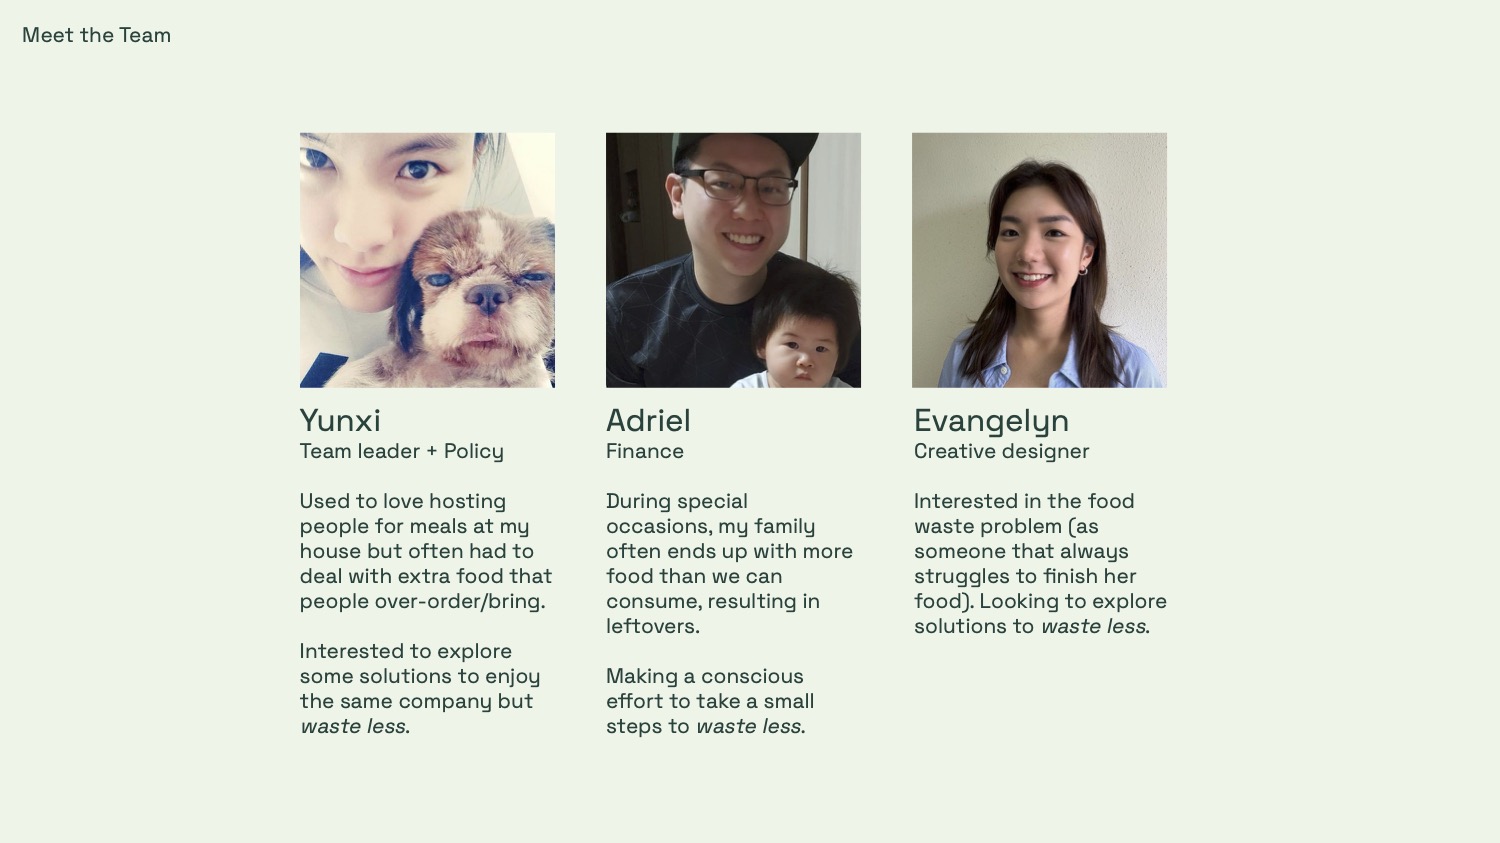 Meet the Team
Yunxi
Team leader + Policy
Used to love hosting
people for meals at my
house but often had to
deal with extra food that
people over-order/bring.
Interested to explore
some solutions to enjoy
the same company but
waste less.
Adriel
Finance
During special
occasions, my family
often ends up with more
food than we can
consume, resulting in
leftovers.
Making a conscious
effort to take a small
steps to waste less.
Evangelyn
Creative designer
Interested in the food
waste problem (as
someone that always
struggles to finish her
food). Looking to explore
solutions to waste less.